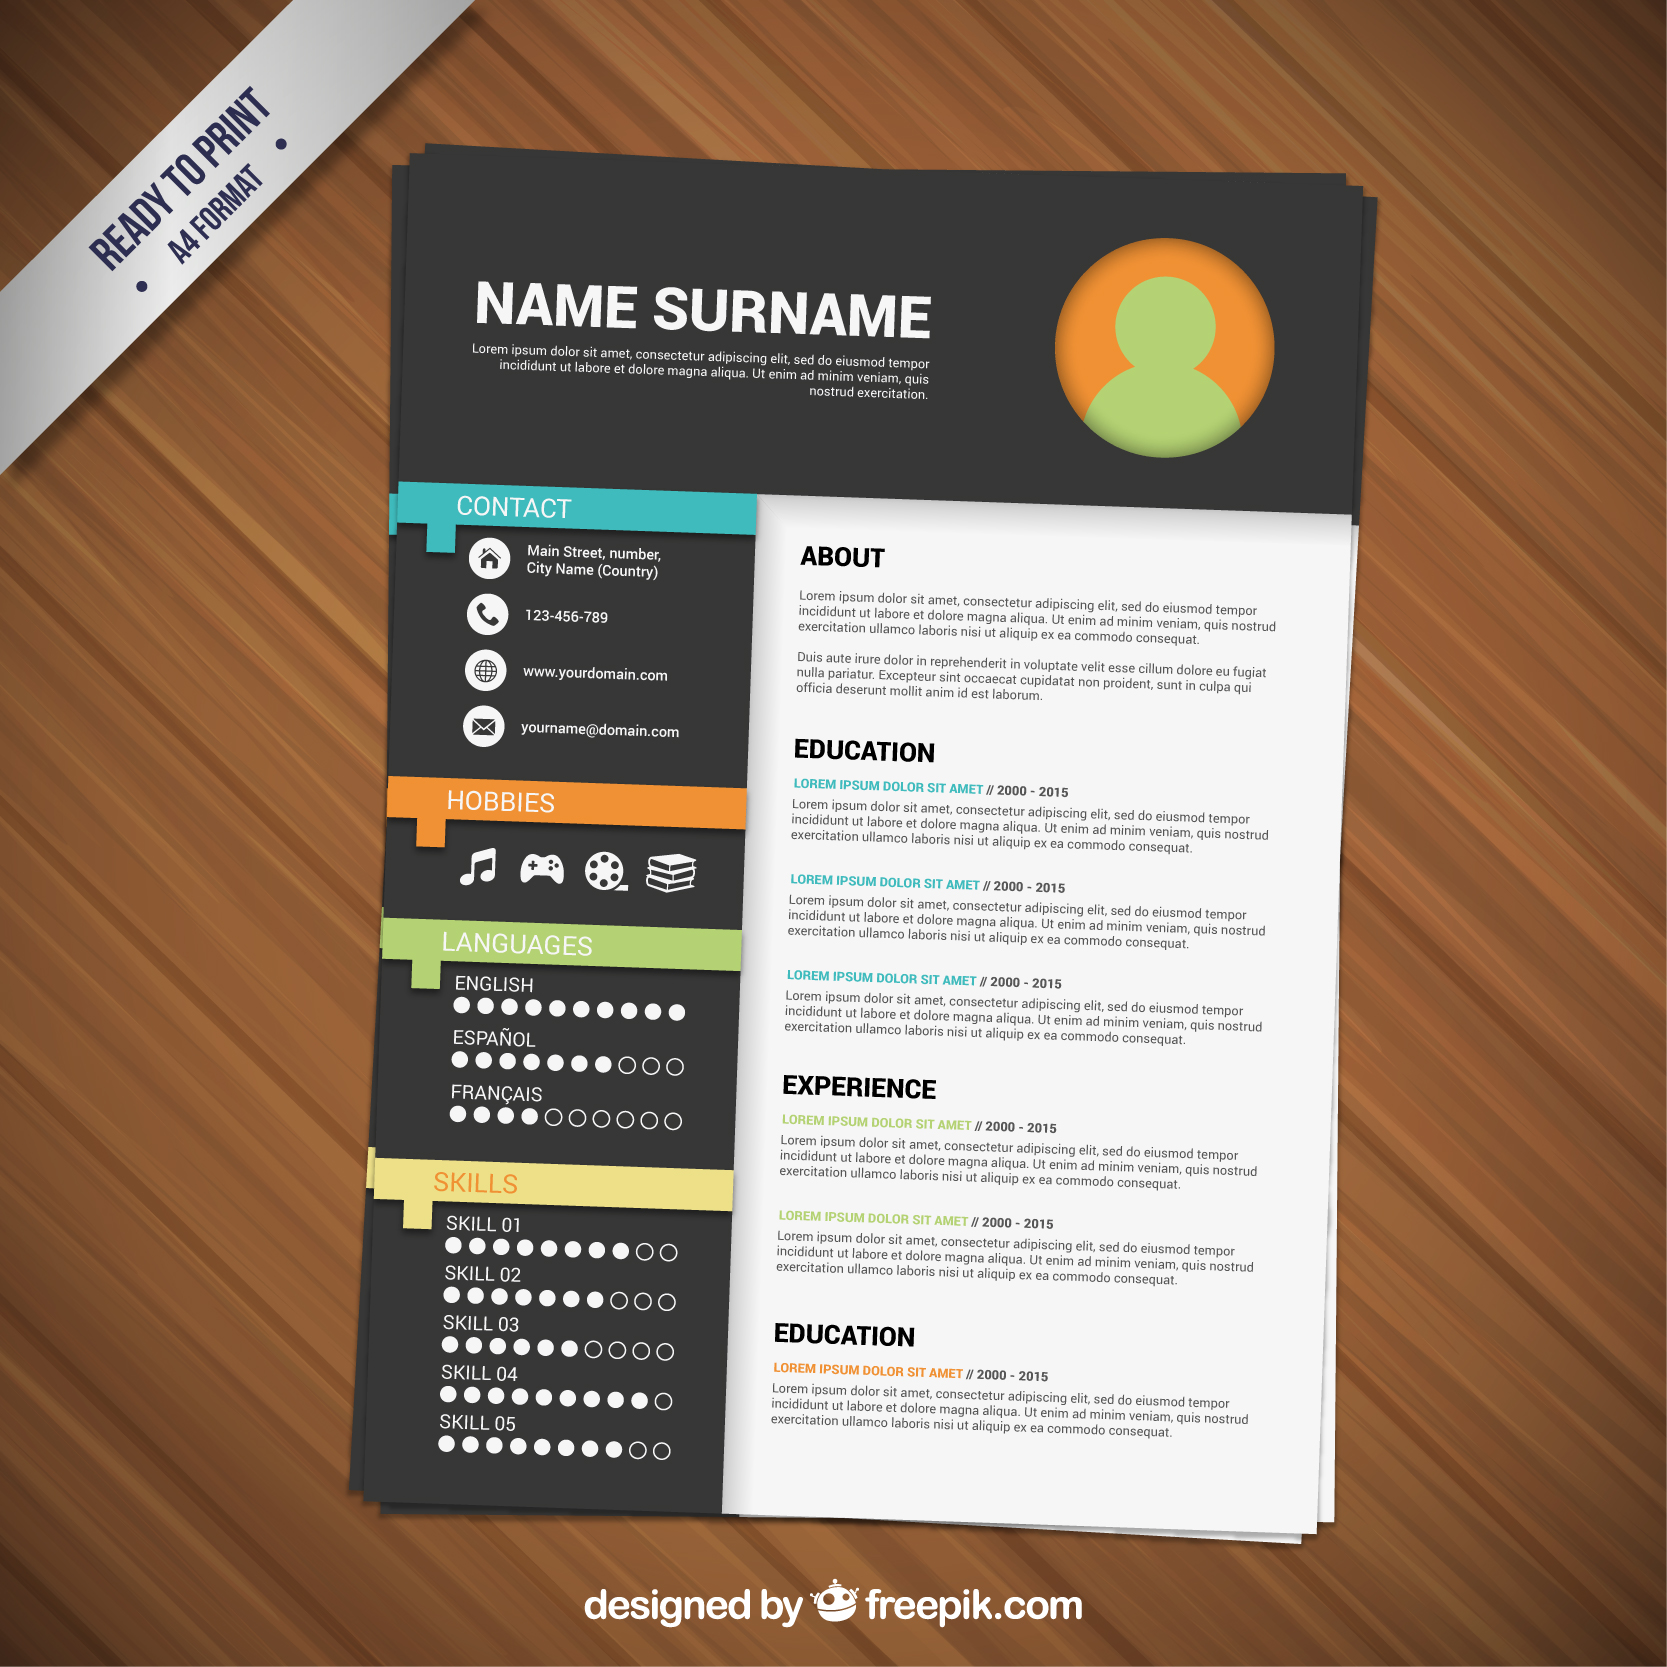 READY TO PRINT
• A4 FORMAT •
NAME SURNAME
Lorem ipsum dolor sit amet, consectetur adipiscing elit, sed do eiusmod tempor
incididunt ut labore et dolore magna aliqua. Ut enim ad minim veniam, quis
nostrud exercitation.
CONTACT
Main Street, number,
City Name (Country)
123-456-789
www.yourdomain.com
yourname@domain.com
HOBBIES
LANGUAGES
ENGLISH
ESPAÑOL
FRANÇAIS
SKILLS
SKILL 01
SKILL 02
SKILL 03
SKILL 04
SKILL 05
ABOUT
Lorem ipsum dolor sit amet, consectetur adipiscing elit, sed do eiusmod tempor
incididunt ut labore et dolore magna aliqua. Ut enim ad minim veniam, quis nostrud
exercitation ullamco laboris nisi ut aliquip ex ea commodo consequat.
Duis aute irure dolor in reprehenderit in voluptate velit esse cillum dolore eu fugiat
nulla pariatur. Excepteur sint occaecat cupidatat non proident, sunt in culpa qui
officia deserunt mollit anim id est laborum.
EDUCATION
LOREM IPSUM DOLOR SIT AMET // 2000 - 2015
Lorem ipsum dolor sit amet, consectetur adipiscing elit, sed do eiusmod tempor
incididunt ut labore et dolore magna aliqua. Ut enim ad minim veniam, quis nostrud
exercitation ullamco laboris nisi ut aliquip ex ea commodo consequat.
LOREM IPSUM DOLOR SIT AMET // 2000 - 2015
Lorem ipsum dolor sit amet, consectetur adipiscing elit, sed do eiusmod tempor
incididunt ut labore et dolore magna aliqua. Ut enim ad minim veniam, quis nostrud
exercitation ullamco laboris nisi ut aliquip ex ea commodo consequat.
LOREM IPSUM DOLOR SIT AMET // 2000 - 2015
Lorem ipsum dolor sit amet, consectetur adipiscing elit, sed do eiusmod tempor
incididunt ut labore et dolore magna aliqua. Ut enim ad minim veniam, quis nostrud
exercitation ullamco laboris nisi ut aliquip ex ea commodo consequat.
EXPERIENCE
LOREM IPSUM DOLOR SIT AMET // 2000 - 2015
Lorem ipsum dolor sit amet, consectetur adipiscing elit, sed do eiusmod tempor
incididunt ut labore et dolore magna aliqua. Ut enim ad minim veniam, quis nostrud
exercitation ullamco laboris nisi ut aliquip ex ea commodo consequat.
LOREM IPSUM DOLOR SIT AMET // 2000 - 2015
Lorem ipsum dolor sit amet, consectetur adipiscing elit, sed do eiusmod tempor
incididunt ut labore et dolore magna aliqua. Ut enim ad minim veniam, quis nostrud
exercitation ullamco laboris nisi ut aliquip ex ea commodo consequat.
EDUCATION
LOREM IPSUM DOLOR SIT AMET // 2000 - 2015
Lorem ipsum dolor sit amet, consectetur adipiscing elit, sed do eiusmod tempor
incididunt ut labore et dolore magna aliqua. Ut enim ad minim veniam, quis nostrud
exercitation ullamco laboris nisi ut aliquip ex ea commodo consequat.
designed by freepik.com